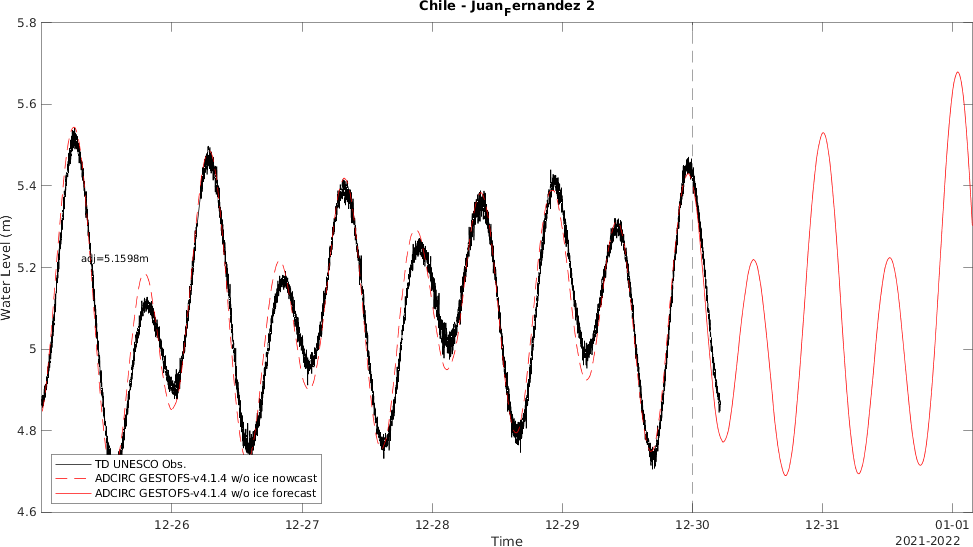 Chile - Juan_Fernandez 2
5.8
5.6
5.4
5.2
5
4.8
4.6
Water Level (m)
adj=5.1598m
TD UNESCO Obs.
ADCIRC GESTOFS-v4.1.4 w/o ice nowcast
ADCIRC GESTOFS-v4.1.4 w/o ice forecast
12-26
12-27
12-28
12-29
12-30
12-31
01-01
Time
2021-2022